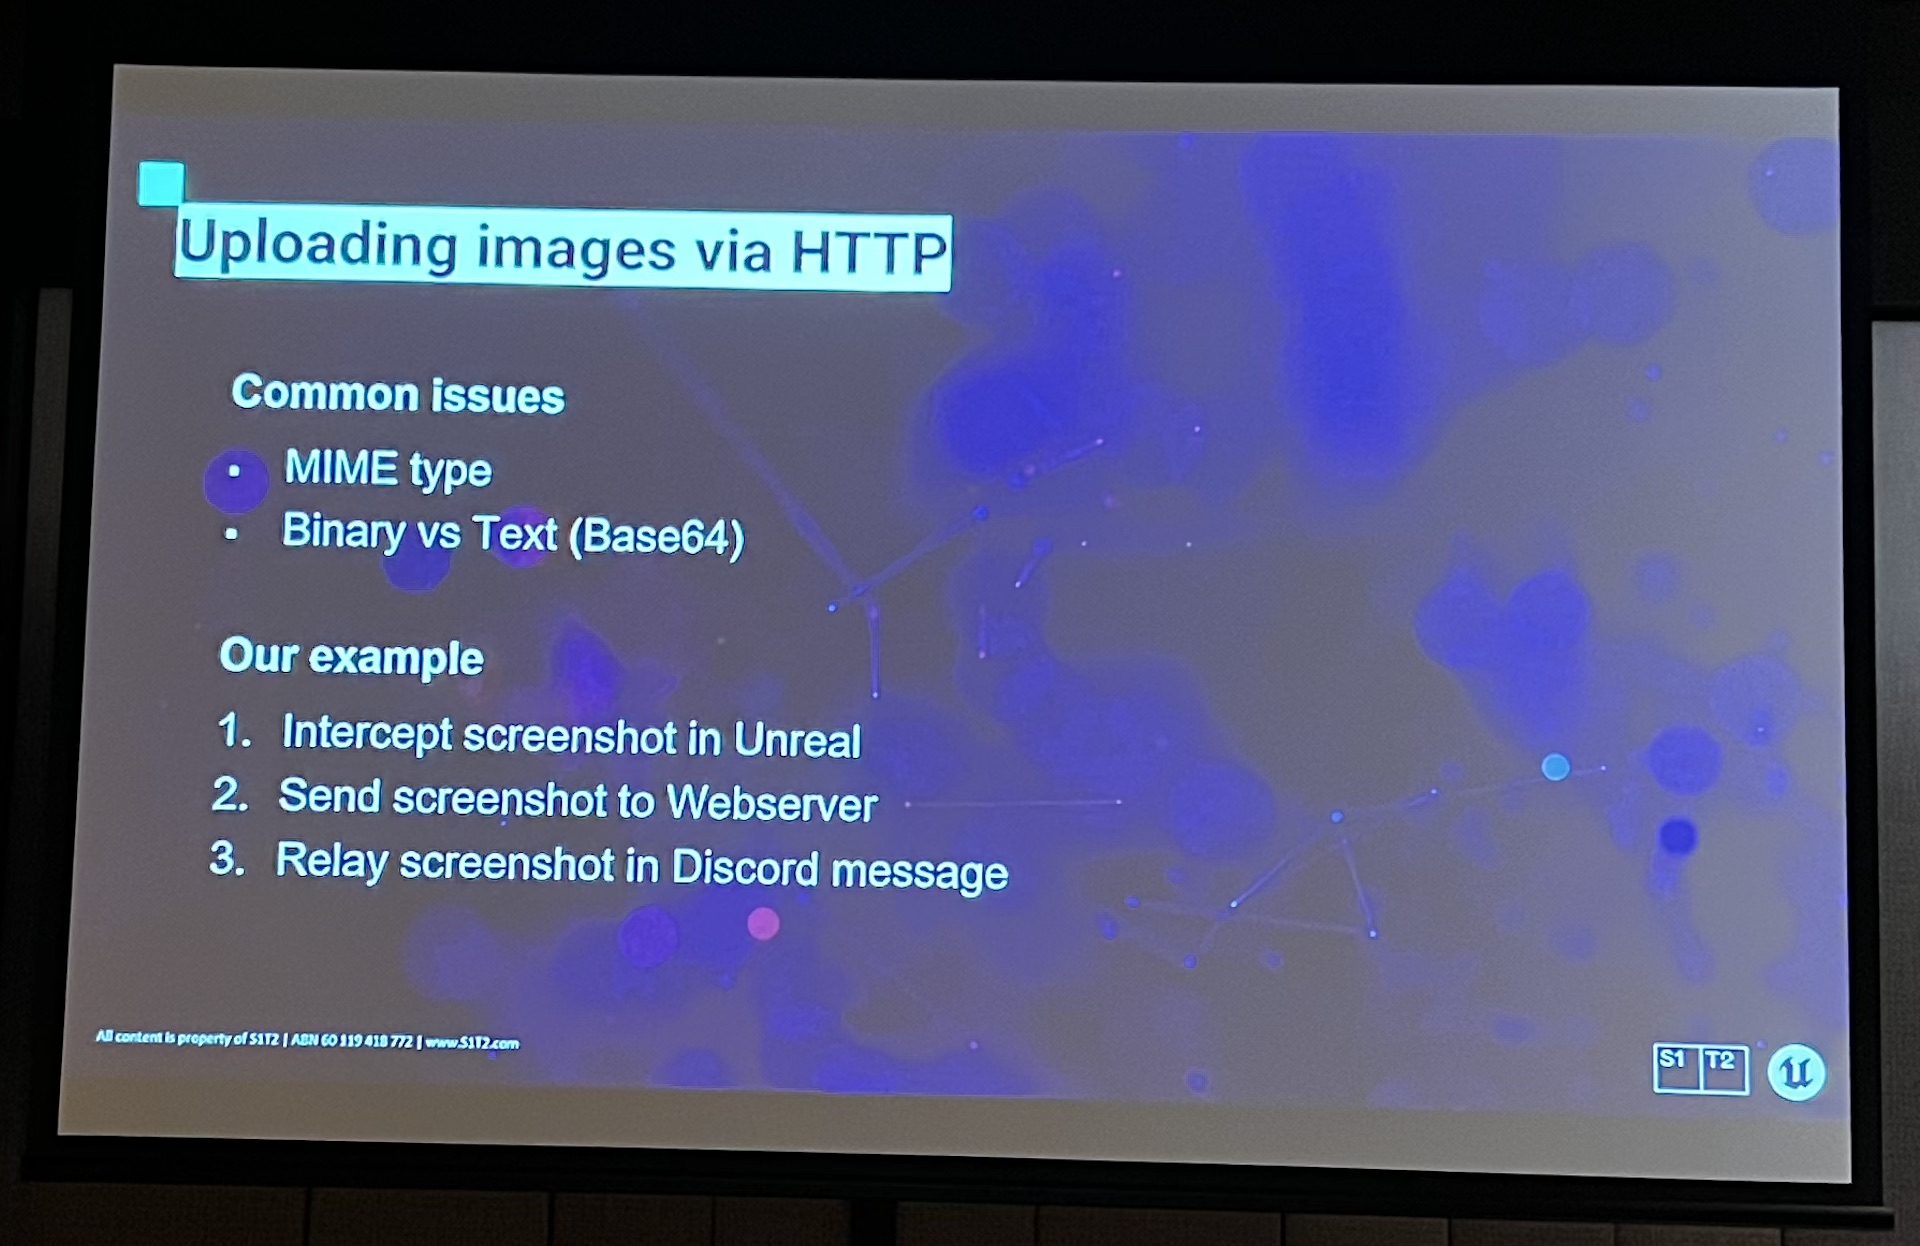 Uploading images via HTTP
Common issues
• MIME type
• Binary vs Text (Base64)
Our example
1. Intercept screenshot in Unreal
2. Send screenshot to Webserver
3. Relay screenshot in Discord message
All content is property of S1T2 | ABN 60 119 418 772 | www.S1T2.com
S1 T2